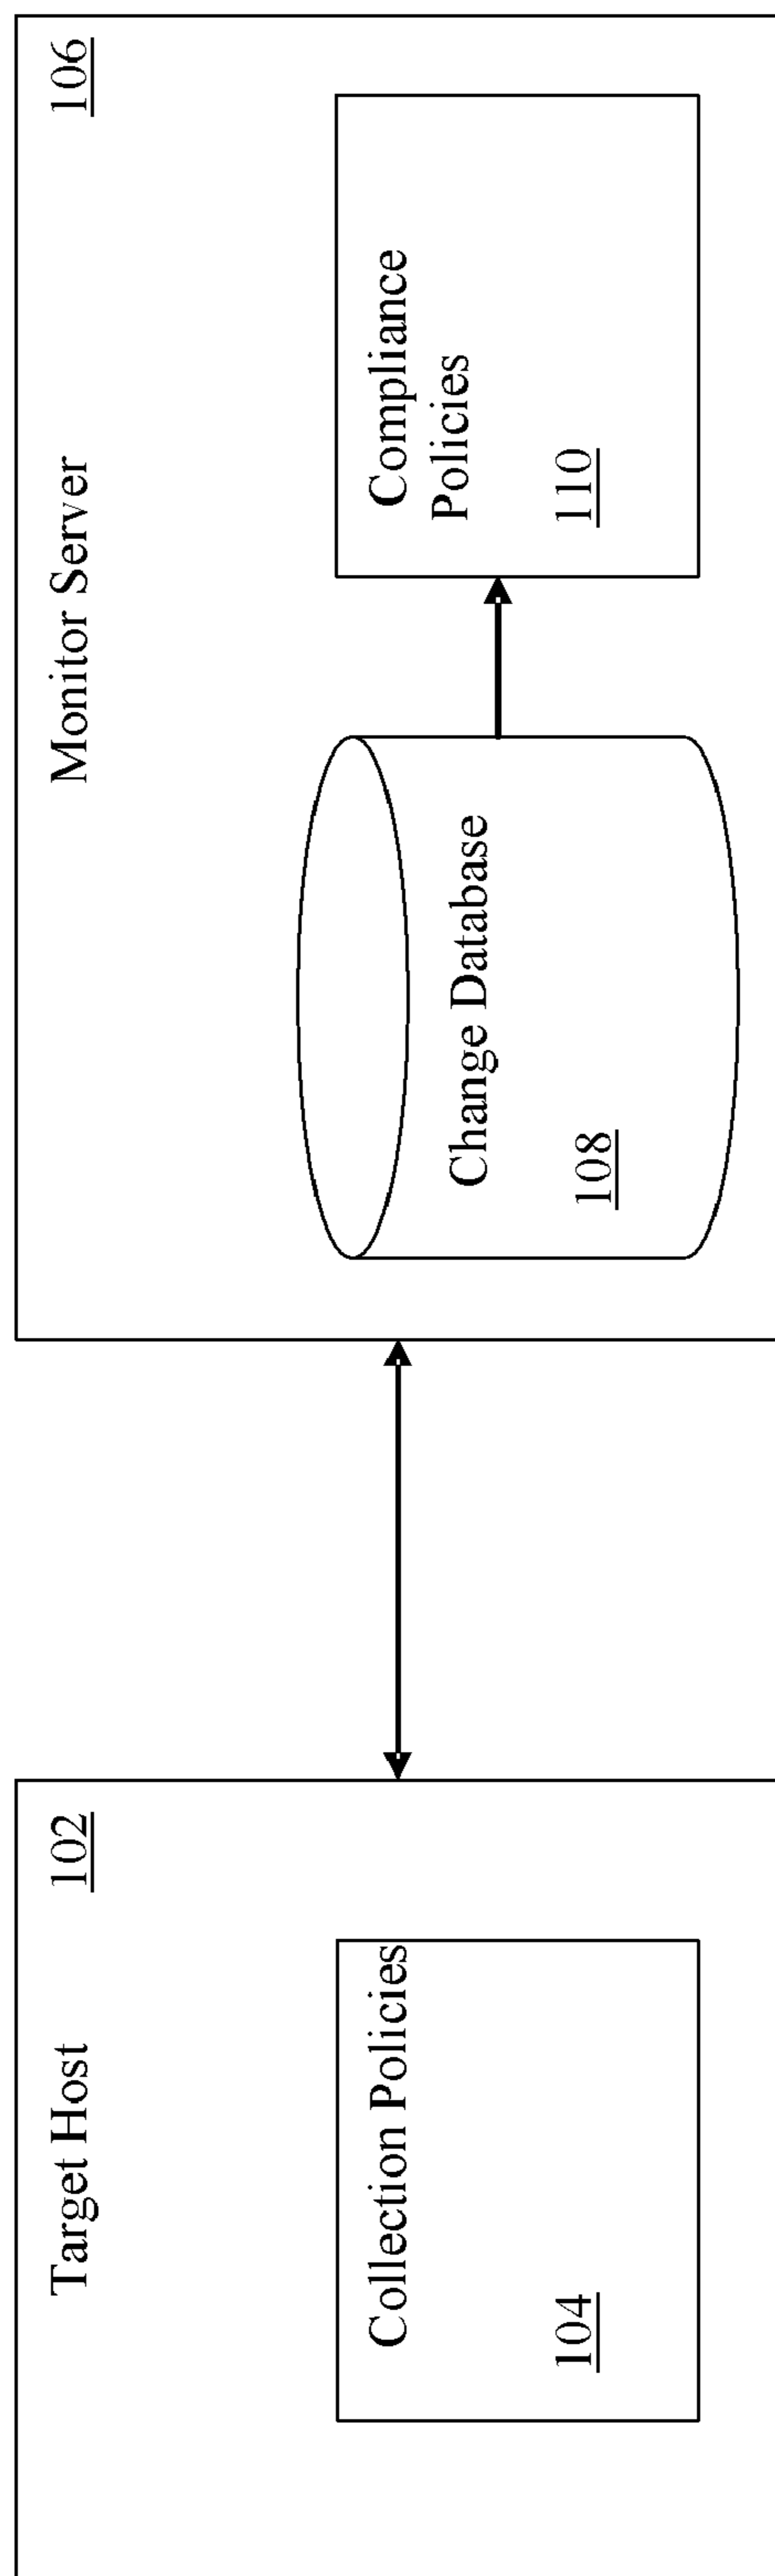 Target Host
102
Collection Policies
104
Monitor Server
106
Change Database
108
Compliance
Policies
110